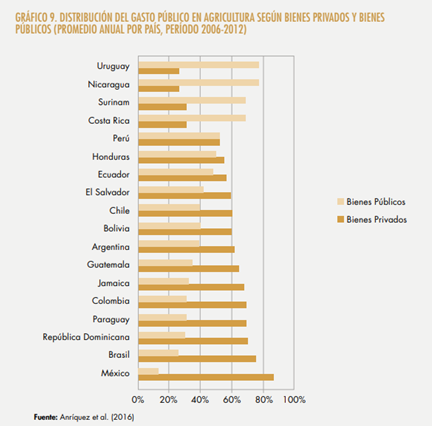 GRÁFICO 9. DISTRIBUCIÓN DEL GASTO PÚBLICO EN AGRICULTURA SEGÚN BIENES PRIVADOS Y BIENES
PÚBLICOS (PROMEDIO ANUAL POR PAÍS, PERÍODO 2006-2012)
Uruguay
Nicaragua
Surinam
Costa Rica
Perú
Honduras
Ecuador
El Salvador
Chile
Bolivia
Argentina
Guatemala
Jamaica
Colombia
Paraguay
República Dominicana
Brasil
México
Bienes Públicos
Bienes Privados
0% 20% 40% 60% 80% 100%
Fuente: Anriquez et al. (2016)